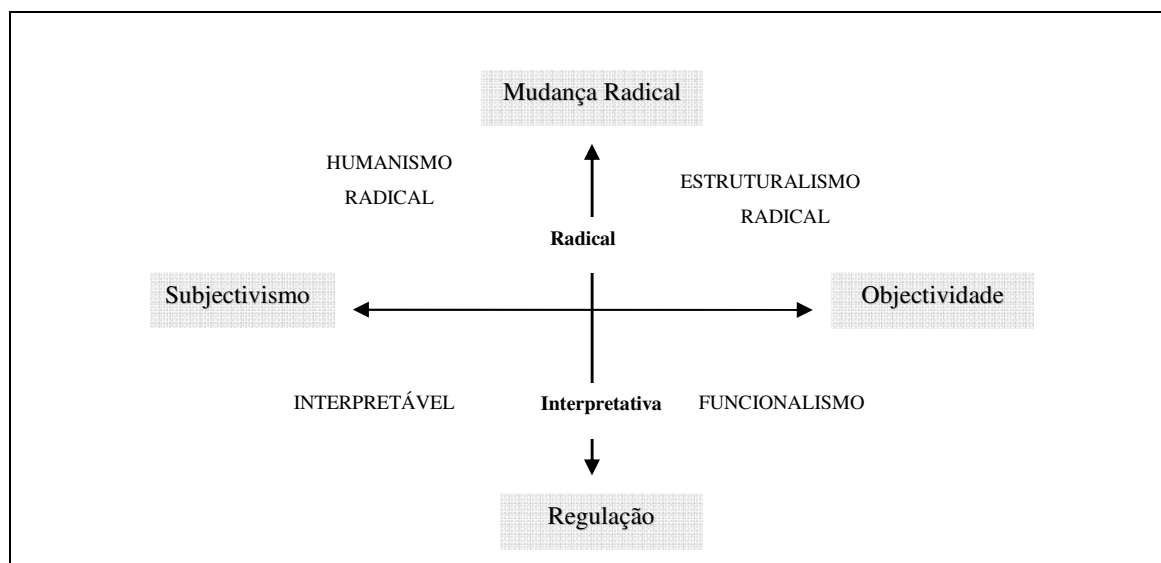 Mudança Radical
HUMANISMO
RADICAL
ESTRUTURALISMO
RADICAL
Radical
Subjectivismo
Objectividade
INTERPRETÁVEL
Interpretativa
FUNCIONALISMO
Regulação